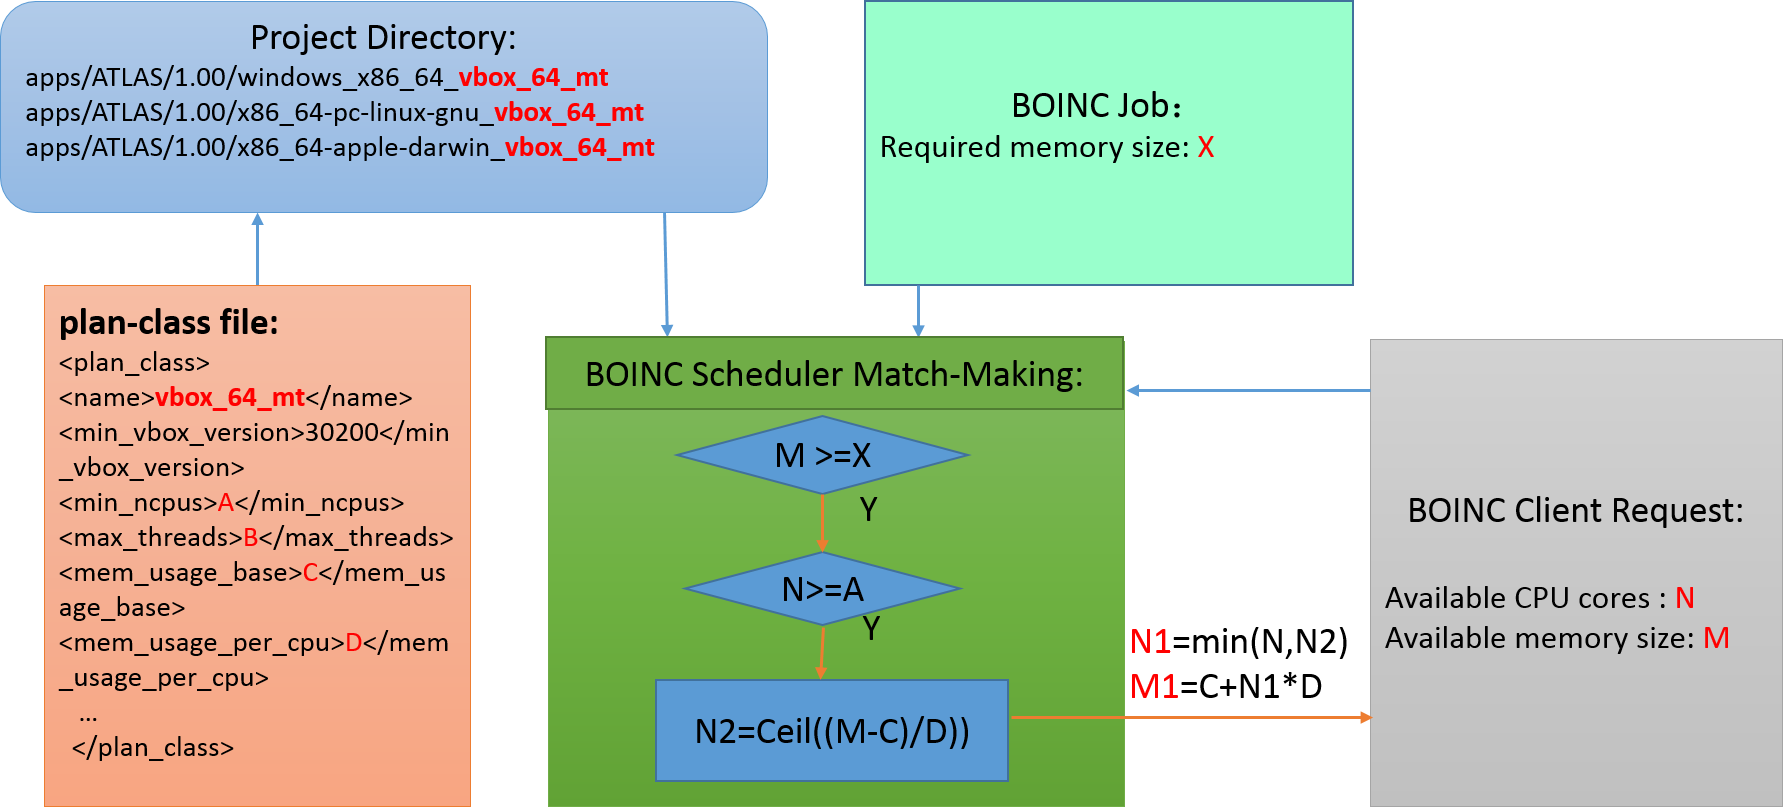 Project Directory:
apps/ATLAS/1.00/windows_x86_64_vbox_64_mt
apps/ATLAS/1.00/x86_64-pc-linux-gnu_vbox_64_mt
apps/ATLAS/1.00/x86_64-apple-darwin_vbox_64_mt
BOINC Job：
Required memory size: X
plan-class file:
<plan_class>
<name>vbox_64_mt</name>
<min_vbox_version>30200</min
_vbox_version>
<min_ncpus>A</min_ncpus>
<max_threads>B</max_threads>
<mem_usage_base>C</mem_us
age_base>
<mem_usage_per_cpu>D</mem
_usage_per_cpu>
...
</plan_class>
BOINC Scheduler Match-Making:
M >=X
Y
N>=A
Y
N2=Ceil((M-C)/D))
N1=min(N,N2)
M1=C+N1*D
BOINC Client Request:
Available CPU cores : N
Available memory size: M